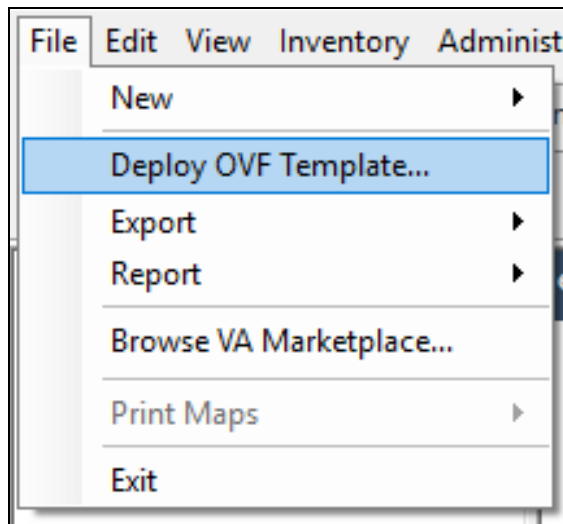 File Edit View Inventory Administ
New
Deploy OVF Template...
Export
Report
Browse VA Marketplace...
Print Maps
Exit